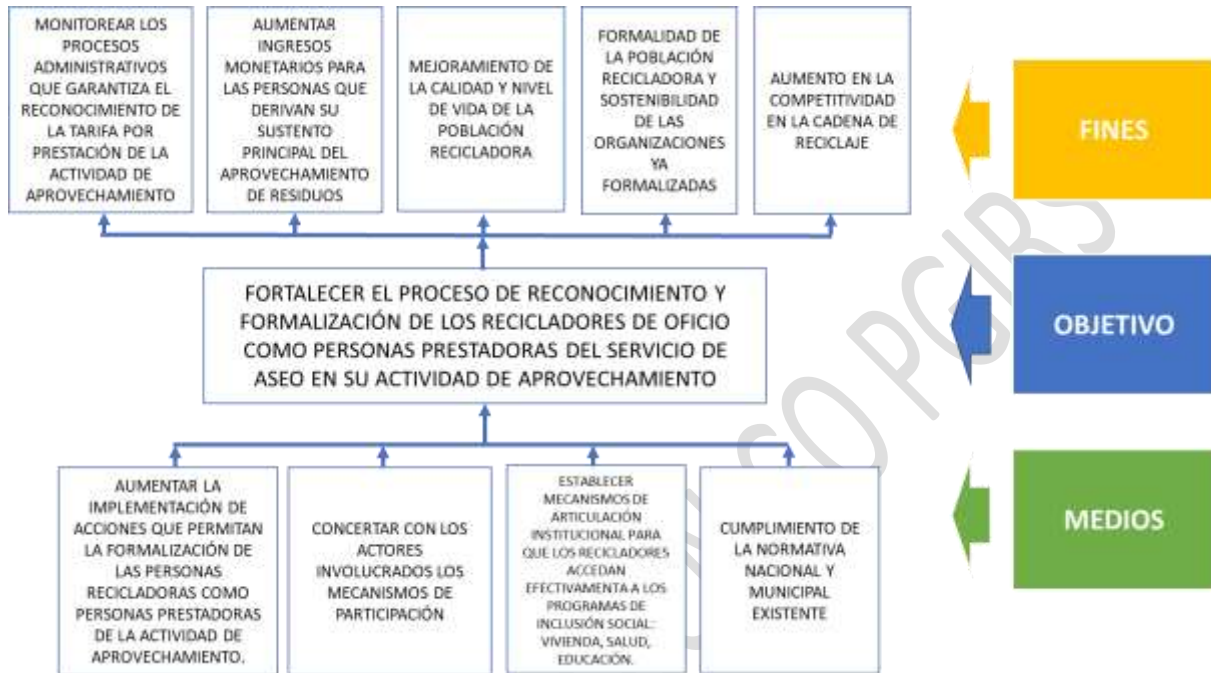 MONITOREAR LOS
PROCESOS
ADMINISTRATIVOS
QUE GARANTIZA EL
RECONOCIMIENTO DE
LA TARIFA POR
PRESTACIÓN DE LA
ACTIVIDAD DE
APROVECHAMIENTO
AUMENTAR
INGRESOS
MONETARIOS PARA
LAS PERSONAS QUE
DERIVAN SU
SUSTENTO
PRINCIPAL DEL
APROVECHAMIENTO
DE RESIDUOS
MEJORAMIENTO DE
LA CALIDAD Y NIVEL
DE VIDA DE LA
POBLACIÓN
RECICLADORA
FORMALIDAD DE
LA POBLACIÓN
RECICLADORA Y
SOSTENIBILIDAD
DE LAS
ORGANIZACIONES
YA
FORMALIZADAS
AUMENTO EN LA
COMPETITIVIDAD
EN LA CADENA DE
RECICLAJE
FINES
FORTALECER EL PROCESO DE RECONOCIMIENTO Y
FORMALIZACIÓN DE LOS RECICLADORES DE OFICIO
COMO PERSONAS PRESTADORAS DEL SERVICIO DE
ASEO EN SU ACTIVIDAD DE APROVECHAMIENTO
OBJETIVO
AUMENTAR LA
IMPLEMENTACIÓN DE
ACCIONES QUE PERMITAN
LA FORMALIZACIÓN DE
LAS PERSONAS
RECICLADORAS COMO
PERSONAS PRESTADORAS
DE LA ACTIVIDAD DE
APROVECHAMIENTO.
CONCERTAR CON LOS
ACTORES
INVOLUCRADOS LOS
MECANISMOS DE
PARTICIPACIÓN
ESTABLECER
MECANISMOS DE
ARTICULACIÓN
INSTITUCIONAL PARA
QUE LOS RECICLADORES
ACCEDAN
EFECTIVAMENTA A LOS
PROGRAMAS DE
INCLUSIÓN SOCIAL:
VIVIENDA, SALUD,
EDUCACIÓN.
CUMPLIMIENTO DE
LA NORMATIVA
NACIONAL Y
MUNICIPAL
EXISTENTE
MEDIOS
PGIRS